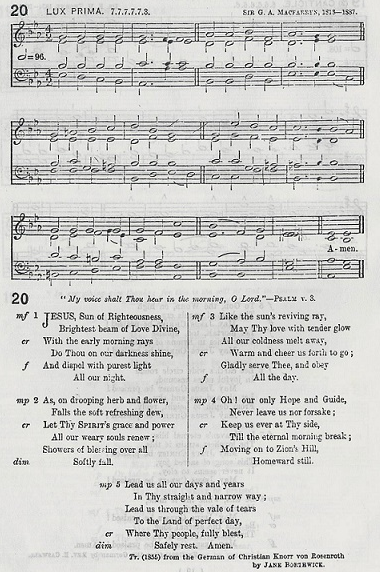 20 LUX PRIMA. 7.7.7.7.7.3. SIR G. A. MACFARREN, 1813—1887.
=96.
A-men.
20
"My voice shalt Thou hear in the morning, O Lord."—PSALM v. 3.
mf 1 JESUS, Sun of Righteousness,
Brightest beam of Love Divine,
cr With the early morning rays
Do Thou on our darkness shine,
f And dispel with purest light
All our night.
mp 2 As, on drooping herb and flower,
Falls the soft refreshing dew,
cr Let Thy SPIRIT's grace and power
All our weary souls renew;
Showers of blessing over all
dim Softly fall.
mf 3 Like the sun's reviving ray,
May Thy love with tender glow
All our coldness melt away,
cr Warm and cheer us forth to go;
f Gladly serve Thee, and obey
All the day.
mp 4 Oh! our only Hope and Guide,
Never leave us nor forsake;
cr Keep us ever at Thy side,
Till the eternal morning break;
f Moving on to Zion's Hill,
Homeward still.
mp 5 Lead us all our days and years
In Thy straight and narrow way;
Lead us through the vale of tears
To the Land of perfect day,
cr Where Thy people, fully blest,
dim Safely rest. Amen.
Tr. (1855) from the German of Christian Knorr von Rosenroth
by JANE BORTHWICK.